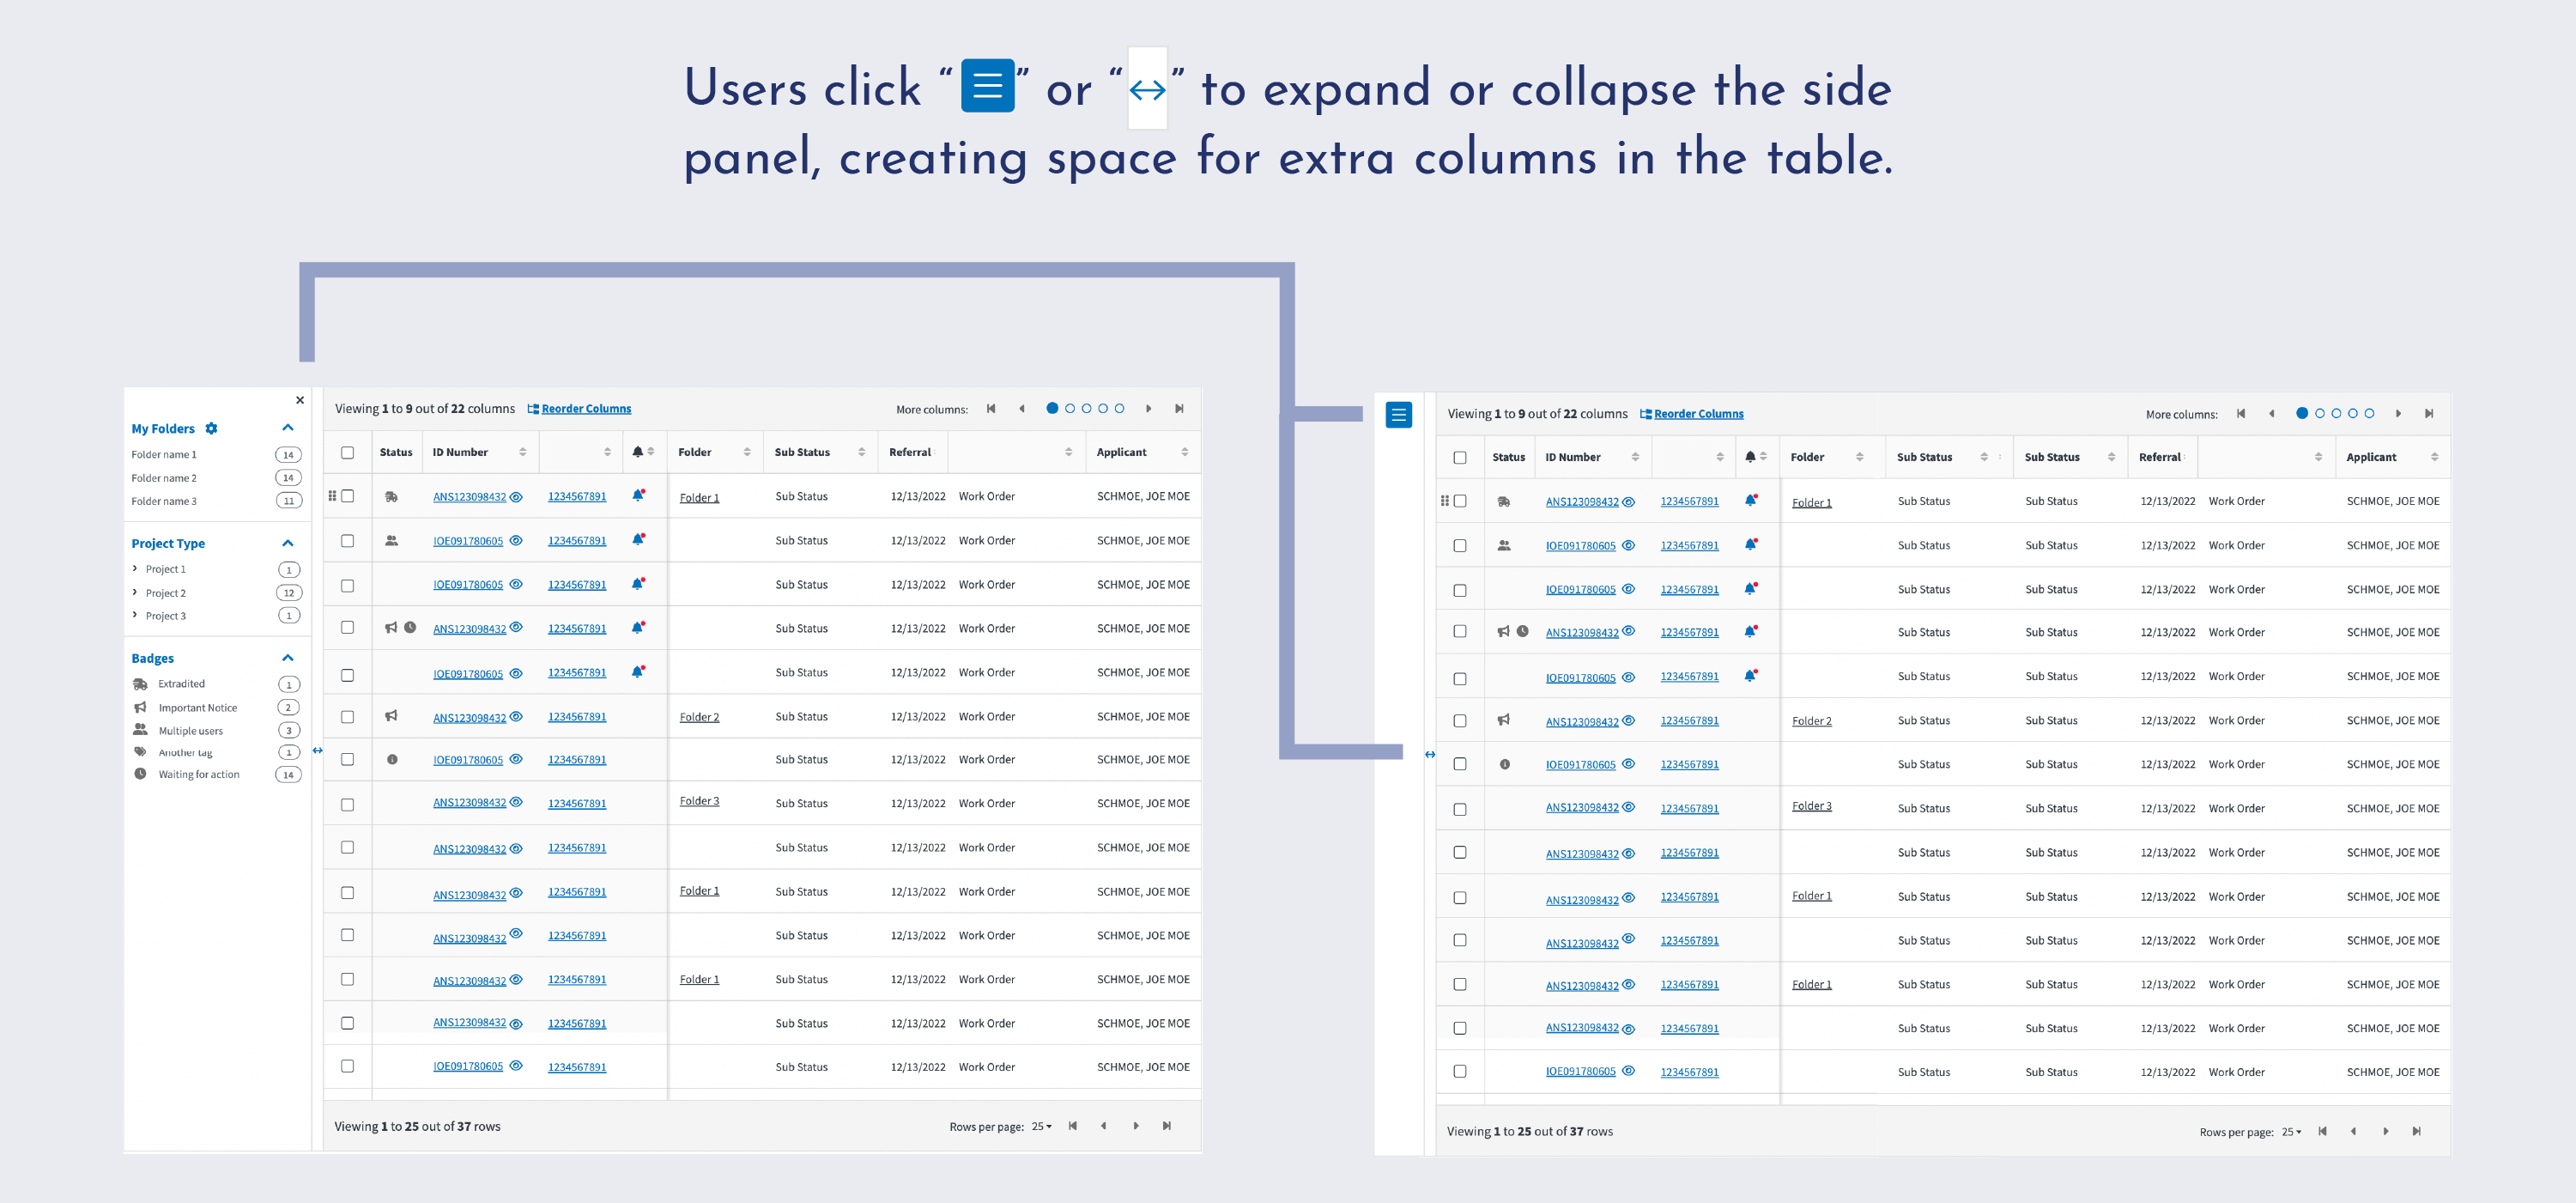 Users click “ ” or “ ” to expand or collapse the side
panel, creating space for extra columns in the table.
My Folders
Folder name 1 14
Folder name 2 14
Folder name 3 11
Project Type
Project 1 1
Project 2 12
Project 3 1
Badges
Extradited 1
Important Notice 2
Multiple users 3
Another tag 1
Waiting for action 14
Viewing 1 to 9 out of 22 columns Reorder Columns More columns:
Status ID Number Folder Sub Status Referral Applicant
ANS123098432 1234567891 Folder 1 Sub Status 12/13/2022 Work Order SCHMOE, JOE MOE
IOE091780605 1234567891 Sub Status 12/13/2022 Work Order SCHMOE, JOE MOE
IOE091780605 1234567891 Sub Status 12/13/2022 Work Order SCHMOE, JOE MOE
ANS123098432 1234567891 Sub Status 12/13/2022 Work Order SCHMOE, JOE MOE
IOE091780605 1234567891 Sub Status 12/13/2022 Work Order SCHMOE, JOE MOE
ANS123098432 1234567891 Folder 2 Sub Status 12/13/2022 Work Order SCHMOE, JOE MOE
IOE091780605 1234567891 Sub Status 12/13/2022 Work Order SCHMOE, JOE MOE
ANS123098432 1234567891 Folder 3 Sub Status 12/13/2022 Work Order SCHMOE, JOE MOE
ANS123098432 1234567891 Sub Status 12/13/2022 Work Order SCHMOE, JOE MOE
ANS123098432 1234567891 Folder 1 Sub Status 12/13/2022 Work Order SCHMOE, JOE MOE
ANS123098432 1234567891 Sub Status 12/13/2022 Work Order SCHMOE, JOE MOE
ANS123098432 1234567891 Folder 1 Sub Status 12/13/2022 Work Order SCHMOE, JOE MOE
ANS123098432 1234567891 Sub Status 12/13/2022 Work Order SCHMOE, JOE MOE
IOE091780605 1234567891 Sub Status 12/13/2022 Work Order SCHMOE, JOE MOE
Viewing 1 to 25 out of 37 rows Rows per page: 25
Viewing 1 to 9 out of 22 columns Reorder Columns More columns:
Status ID Number Folder Sub Status Sub Status Referral Applicant
ANS123098432 1234567891 Folder 1 Sub Status Sub Status 12/13/2022 Work Order SCHMOE, JOE MOE
IOE091780605 1234567891 Sub Status Sub Status 12/13/2022 Work Order SCHMOE, JOE MOE
IOE091780605 1234567891 Sub Status Sub Status 12/13/2022 Work Order SCHMOE, JOE MOE
ANS123098432 1234567891 Sub Status Sub Status 12/13/2022 Work Order SCHMOE, JOE MOE
IOE091780605 1234567891 Sub Status Sub Status 12/13/2022 Work Order SCHMOE, JOE MOE
ANS123098432 1234567891 Folder 2 Sub Status Sub Status 12/13/2022 Work Order SCHMOE, JOE MOE
IOE091780605 1234567891 Sub Status Sub Status 12/13/2022 Work Order SCHMOE, JOE MOE
ANS123098432 1234567891 Folder 3 Sub Status Sub Status 12/13/2022 Work Order SCHMOE, JOE MOE
ANS123098432 1234567891 Sub Status Sub Status 12/13/2022 Work Order SCHMOE, JOE MOE
ANS123098432 1234567891 Folder 1 Sub Status Sub Status 12/13/2022 Work Order SCHMOE, JOE MOE
ANS123098432 1234567891 Sub Status Sub Status 12/13/2022 Work Order SCHMOE, JOE MOE
ANS123098432 1234567891 Folder 1 Sub Status Sub Status 12/13/2022 Work Order SCHMOE, JOE MOE
ANS123098432 1234567891 Sub Status Sub Status 12/13/2022 Work Order SCHMOE, JOE MOE
IOE091780605 1234567891 Sub Status Sub Status 12/13/2022 Work Order SCHMOE, JOE MOE
Viewing 1 to 25 out of 37 rows Rows per page: 25